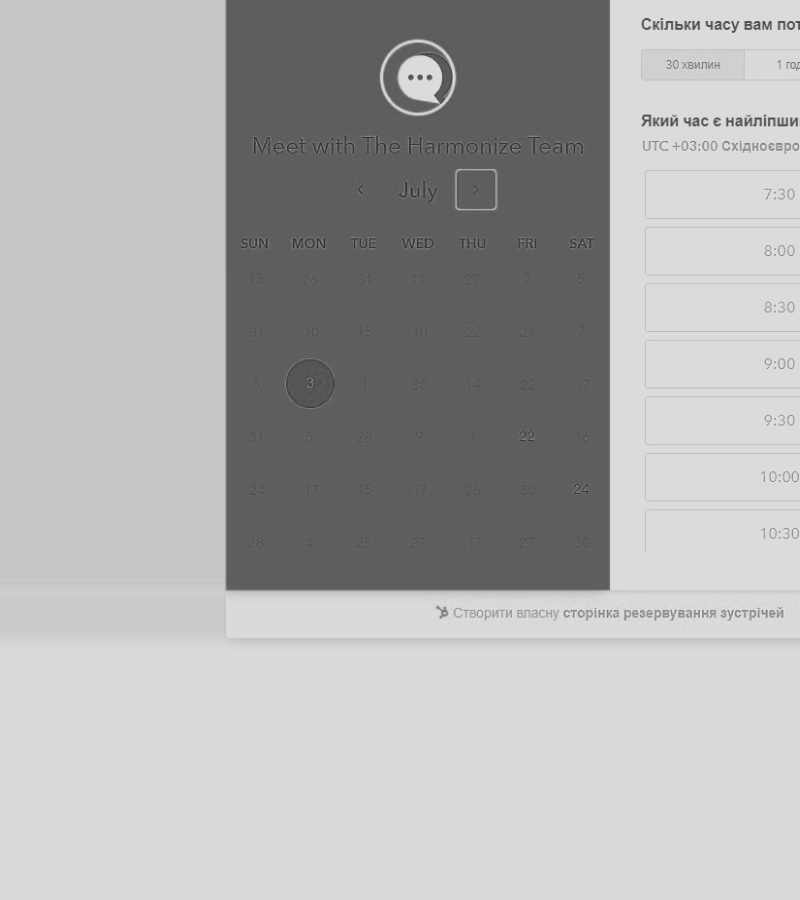 Meet with The Harmonize Team
July
SUN MON TUE WED THU FRI SAT
13 26 31 11 27 2 5
31 10 15 10 22 21 7
8 3 1 30 14 22 17
31 5 28 9 1 22 16
24 17 15 17 26 30 24
26 4 25 27 17 27 30
Скільки часу вам пот
30 хвилин 1 год
Який час є найліпши
UTC +03:00 Східноєвро
7:30
8:00
8:30
9:00
9:30
10:00
10:30
Створити власну сторінка резервування зустрічей